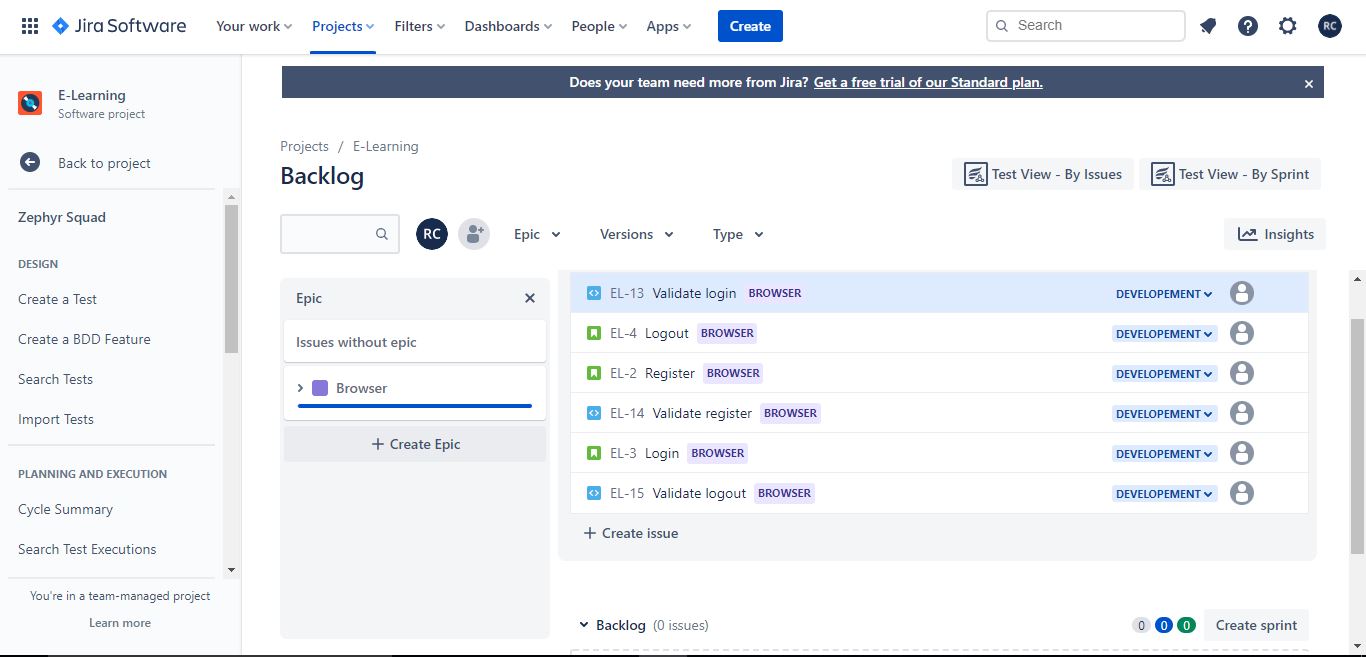 Jira Software Your work Projects Filters Dashboards People Apps Create Search RC
Does your team need more from Jira? Get a free trial of our Standard plan.
E-Learning
Software project
Back to project
Zephyr Squad
DESIGN
Create a Test
Create a BDD Feature
Search Tests
Import Tests
PLANNING AND EXECUTION
Cycle Summary
Search Test Executions
You're in a team-managed project
Learn more
Projects / E-Learning
Backlog
Test View - By Issues Test View - By Sprint
RC Epic Versions Type Insights
Epic
Issues without epic
Browser
+ Create Epic
EL-13 Validate login BROWSER DEVELOPEMENT
EL-4 Logout BROWSER DEVELOPEMENT
EL-2 Register BROWSER DEVELOPEMENT
EL-14 Validate register BROWSER DEVELOPEMENT
EL-3 Login BROWSER DEVELOPEMENT
EL-15 Validate logout BROWSER DEVELOPEMENT
+ Create issue
Backlog (0 issues) 0 0 0 Create sprint